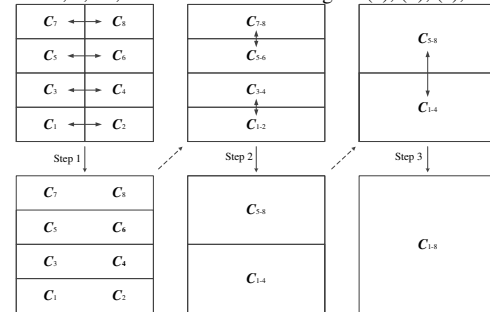 C7 C8
C5 C6
C3 C4
C1 C2
C7-8
C5-6
C3-4
C1-2
C5-8
C1-4
Step 1
Step 2
Step 3
C7 C8
C5 C6
C3 C4
C1 C2
C5-8
C1-4
C1-8